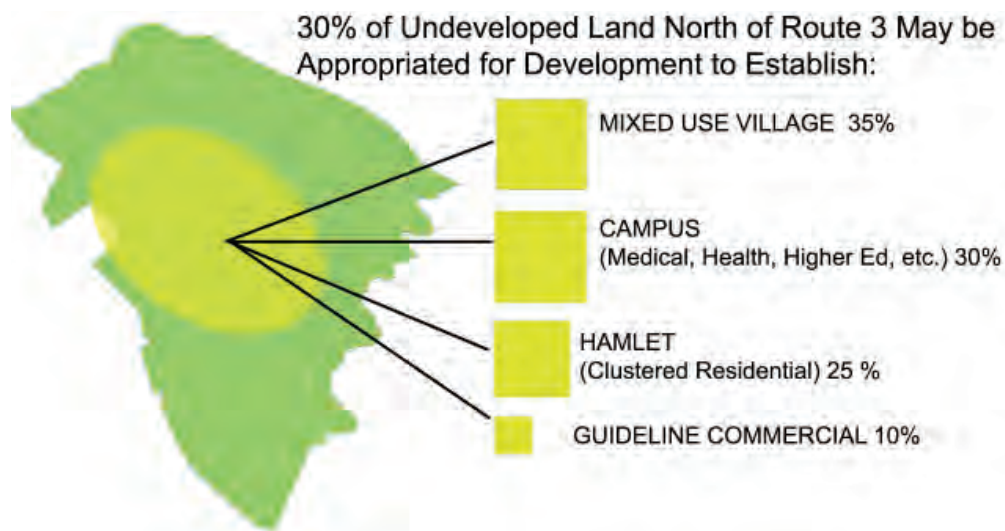 30% of Undeveloped Land North of Route 3 May be
Appropriated for Development to Establish:
MIXED USE VILLAGE 35%
CAMPUS
(Medical, Health, Higher Ed, etc.) 30%
HAMLET
(Clustered Residential) 25 %
GUIDELINE COMMERCIAL 10%